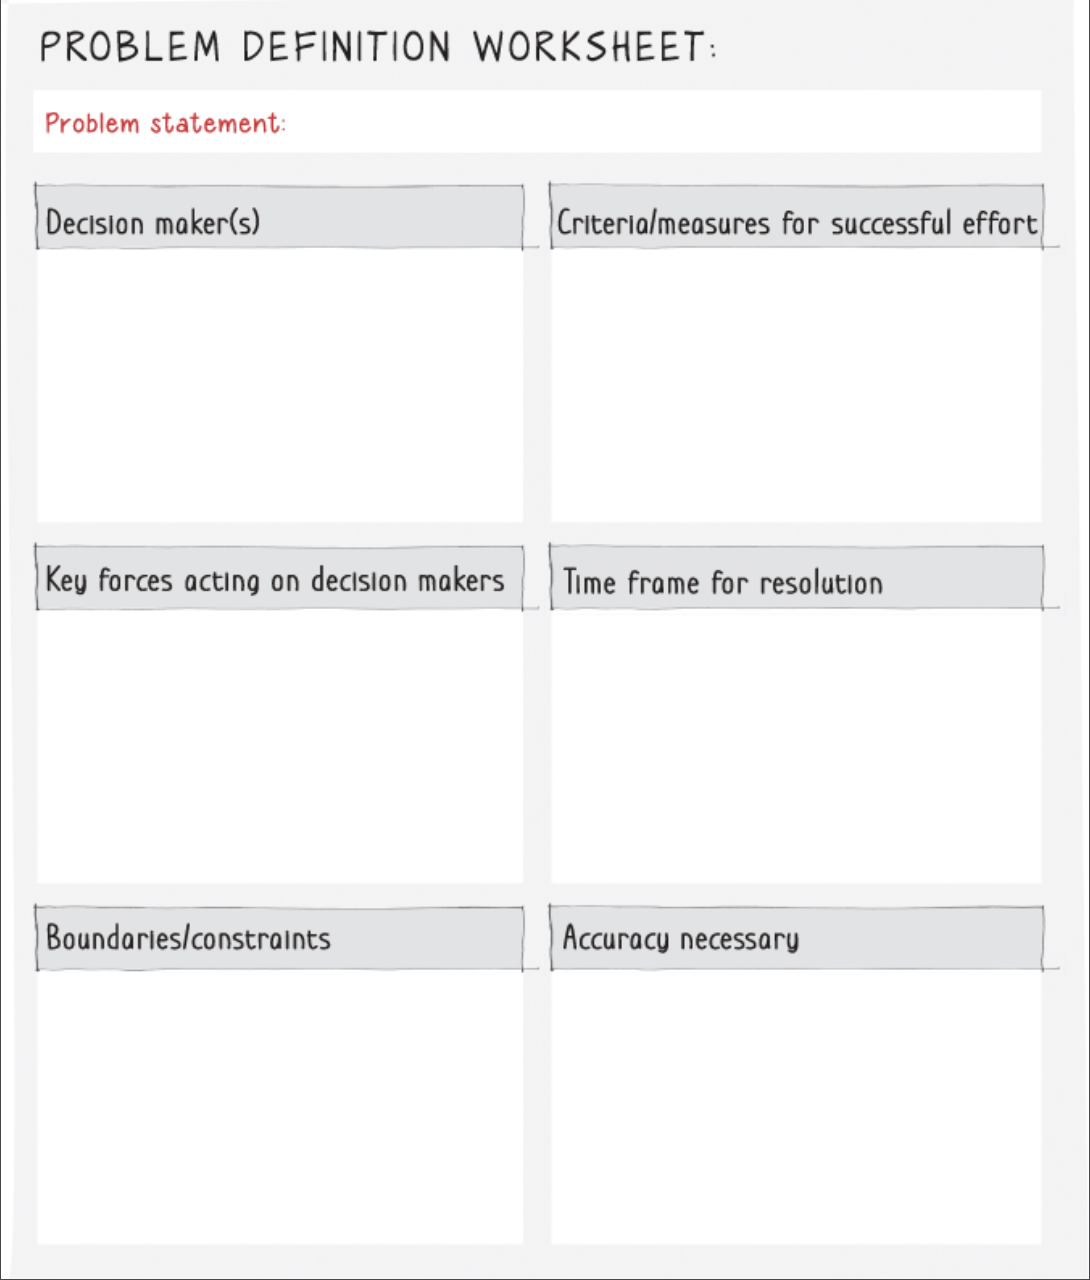 PROBLEM DEFINITION WORKSHEET:
Problem statement:
Decision maker(s)
Criteria/measures for successful effort
Key forces acting on decision makers
Time frame for resolution
Boundaries/constraints
Accuracy necessary